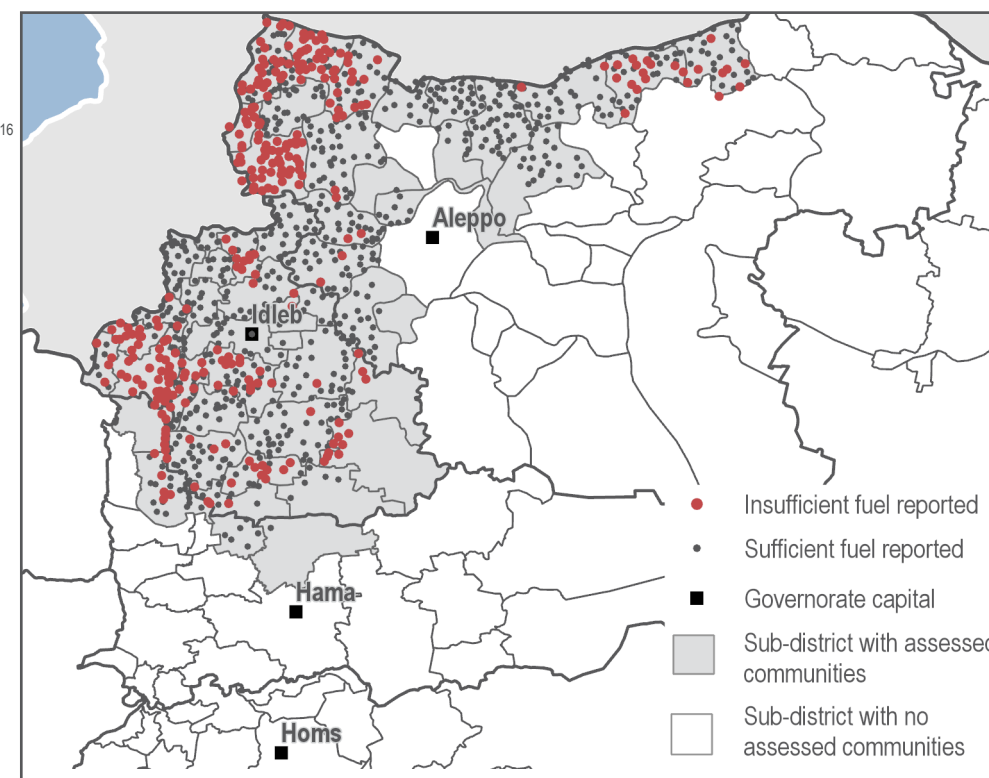 16
Aleppo
Idleb
Insufficient fuel reported
Sufficient fuel reported
Governorate capital
Hama
Sub-district with assessed
communities
Sub-district with no
assessed communities
Homs